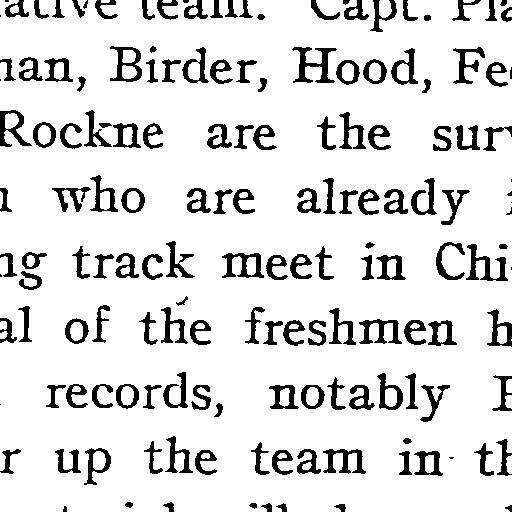 ative team. Capt. Pla
nan, Birder, Hood, Fee
Rockne are the surv
who are already
ng track meet in Chi-
al of the freshmen h
records, notably
r up the team in th